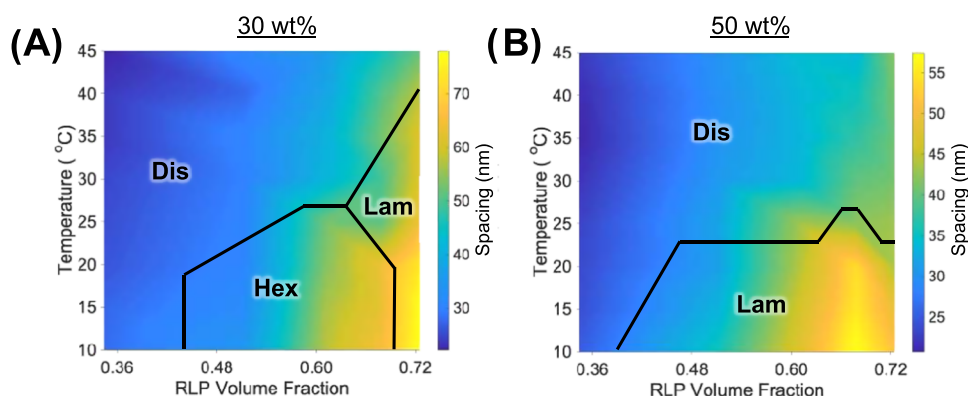 (A)
30 wt%
45
40
35
30
25
20
15
10
Temperature ( °C)
Dis
Lam
Hex
0.36
0.48
0.60
0.72
RLP Volume Fraction
70
60
50
40
30
Spacing (nm)
(B)
50 wt%
45
40
35
30
25
20
15
10
Temperature ( °C)
Dis
Lam
0.36
0.48
0.60
0.72
RLP Volume Fraction
55
50
45
40
35
30
25
Spacing (nm)